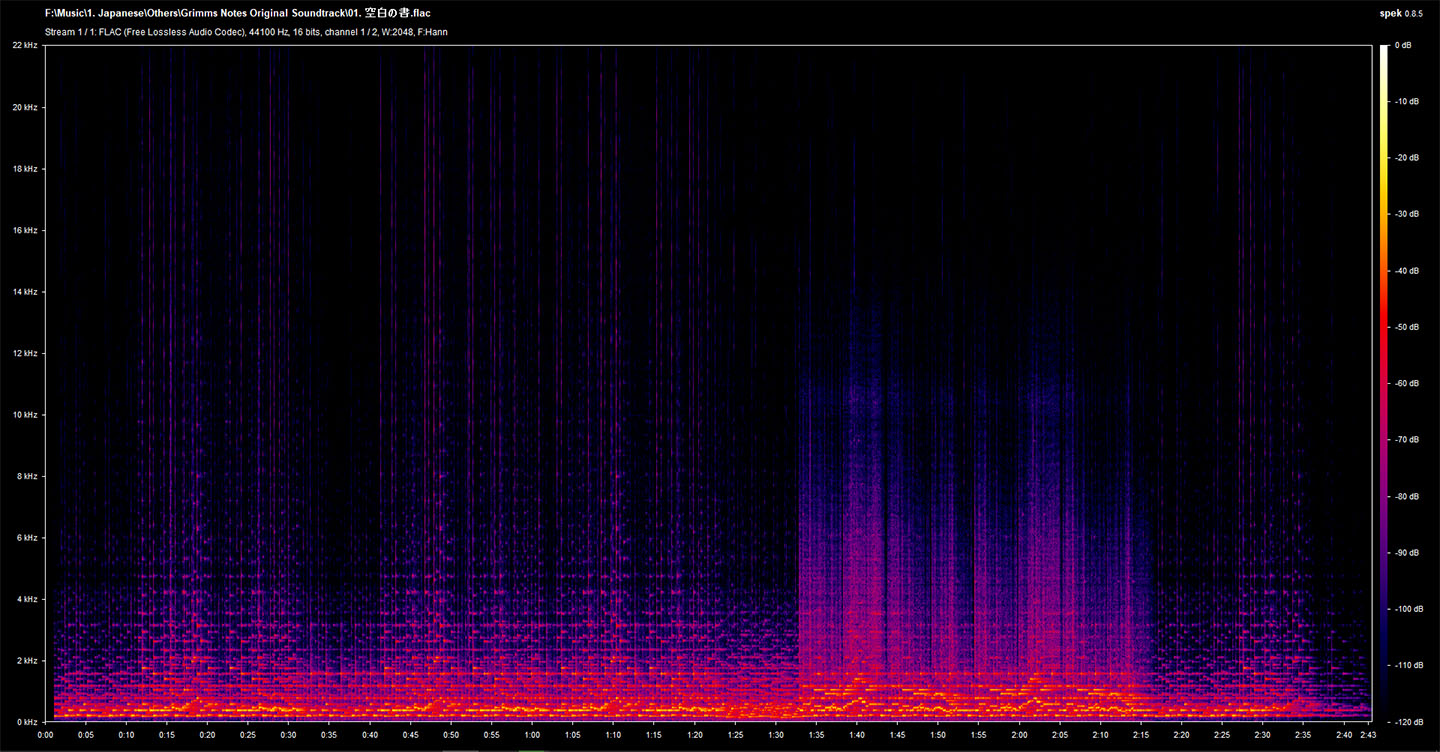 F:\Music\1. Japanese\Others\Grimms Notes Original Soundtrack\01. 空白の書.flac
spek 0.8.5
Stream 1 / 1: FLAC (Free Lossless Audio Codec), 44100 Hz, 16 bits, channel 1 / 2, W:2048, F:Hann
22 kHz
20 kHz
18 kHz
16 kHz
14 kHz
12 kHz
10 kHz
8 kHz
6 kHz
4 kHz
2 kHz
0 kHz
0:00 0:05 0:10 0:15 0:20 0:25 0:30 0:35 0:40 0:45 0:50 0:55 1:00 1:05 1:10 1:15 1:20 1:25 1:30 1:35 1:40 1:45 1:50 1:55 2:00 2:05 2:10 2:15 2:20 2:25 2:30 2:35 2:40 2:43
0 dB
-10 dB
-20 dB
-30 dB
-40 dB
-50 dB
-60 dB
-70 dB
-80 dB
-90 dB
-100 dB
-110 dB
-120 dB